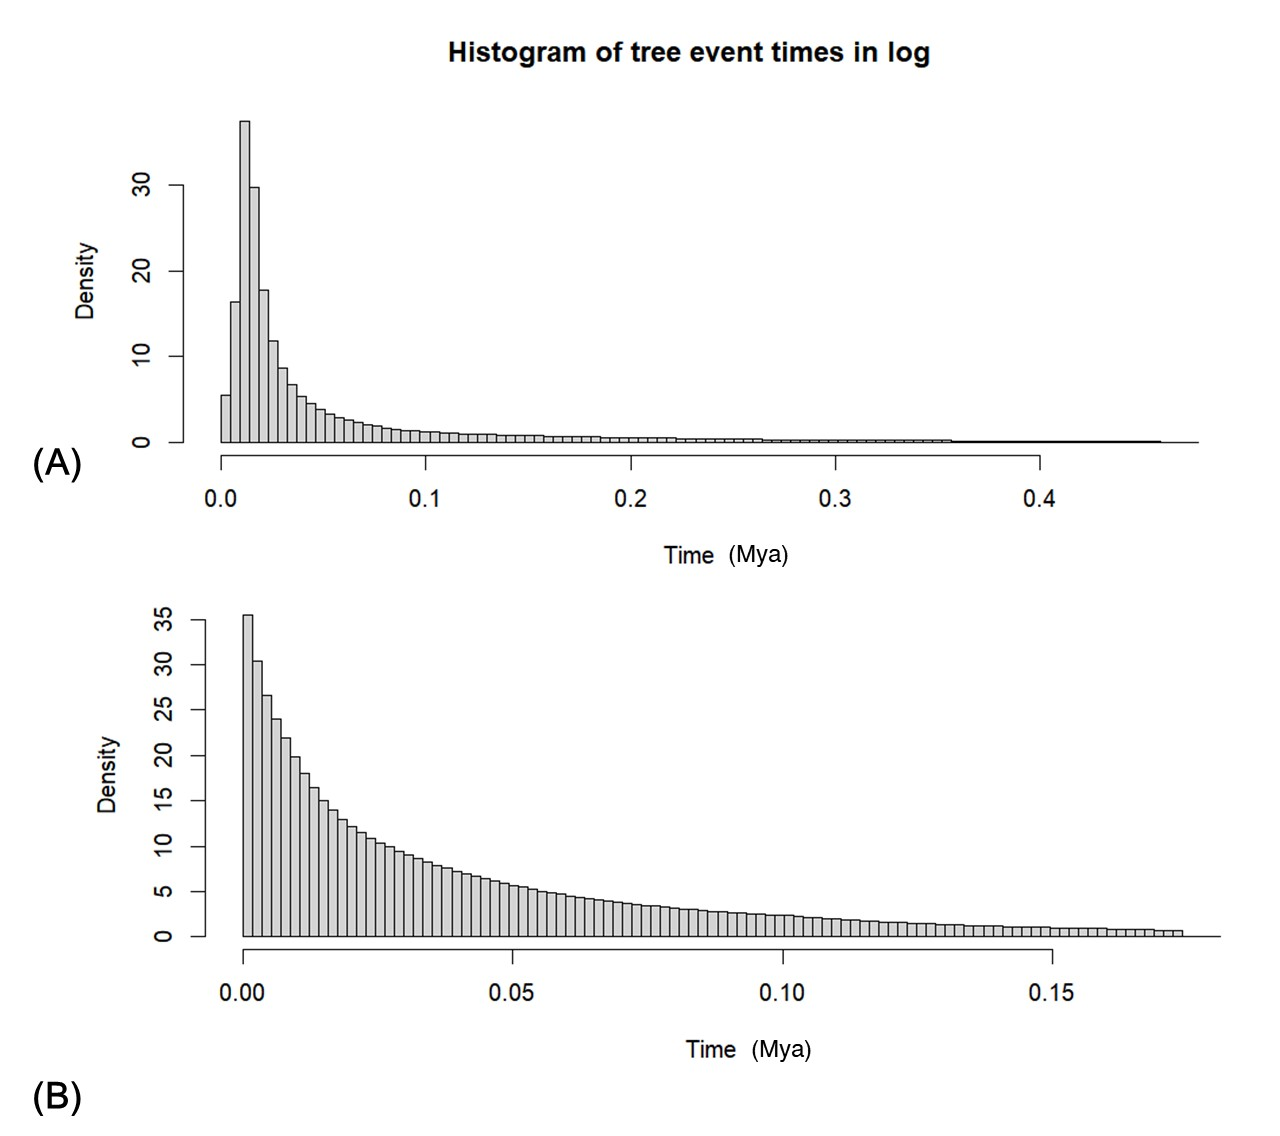 Histogram of tree event times in log
30
20
10
0
Density
(A)
0.0 0.1 0.2 0.3 0.4
Time (Mya)
35
30
25
20
15
10
5
0
Density
0.00 0.05 0.10 0.15
Time (Mya)
(B)